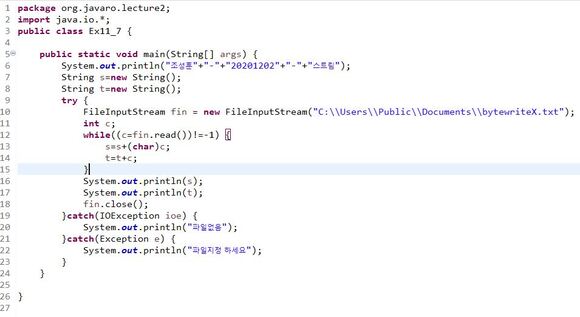 1 package org.javaro.lecture2;
2 import java.io.*;
3 public class Ex11_7 {
4
5 public static void main(String[] args) {
6 System.out.println("조성훈"+"-"+"20201202"+"-"+"스트림");
7 String s=new String();
8 String t=new String();
9 try {
10 FileInputStream fin = new FileInputStream("C:\\Users\\Public\\Documents\\bytewriteX.txt");
11 int c;
12 while((c=fin.read())!=-1) {
13 s=s+(char)c;
14 t=t+c;
15 }
16 System.out.println(s);
17 System.out.println(t);
18 fin.close();
19 }catch(IOException ioe) {
20 System.out.println("파일없음");
21 }catch(Exception e) {
22 System.out.println("파일지정 하세요");
23 }
24 }
25
26 }
27